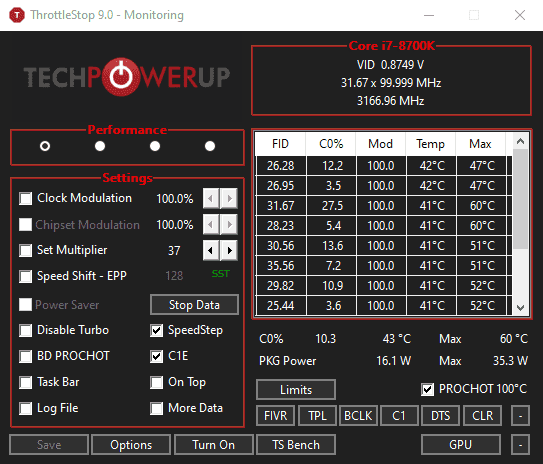 ThrottleStop 9.0 - Monitoring
TECHPOWERUP
Core i7-8700K
VID 0.8749 V
31.67 x 99.999 MHz
3166.96 MHz
Performance
FID C0% Mod Temp Max
26.28 12.2 100.0 42°C 47°C
26.95 3.5 100.0 42°C 47°C
31.67 27.5 100.0 41°C 60°C
28.23 5.4 100.0 41°C 60°C
30.56 13.6 100.0 41°C 51°C
35.56 7.2 100.0 41°C 51°C
29.82 10.9 100.0 41°C 52°C
25.44 3.6 100.0 41°C 52°C
Settings
Clock Modulation 100.0%
Chipset Modulation 100.0%
Set Multiplier 37
Speed Shift - EPP 128 SST
Power Saver Stop Data
Disable Turbo SpeedStep
BD PROCHOT C1E
Task Bar On Top
Log File More Data
C0% 10.3 43 °C Max 60 °C
PKG Power 16.1 W Max 35.3 W
Limits PROCHOT 100°C
FIVR TPL BCLK C1 DTS CLR -
Save Options Turn On TS Bench GPU -